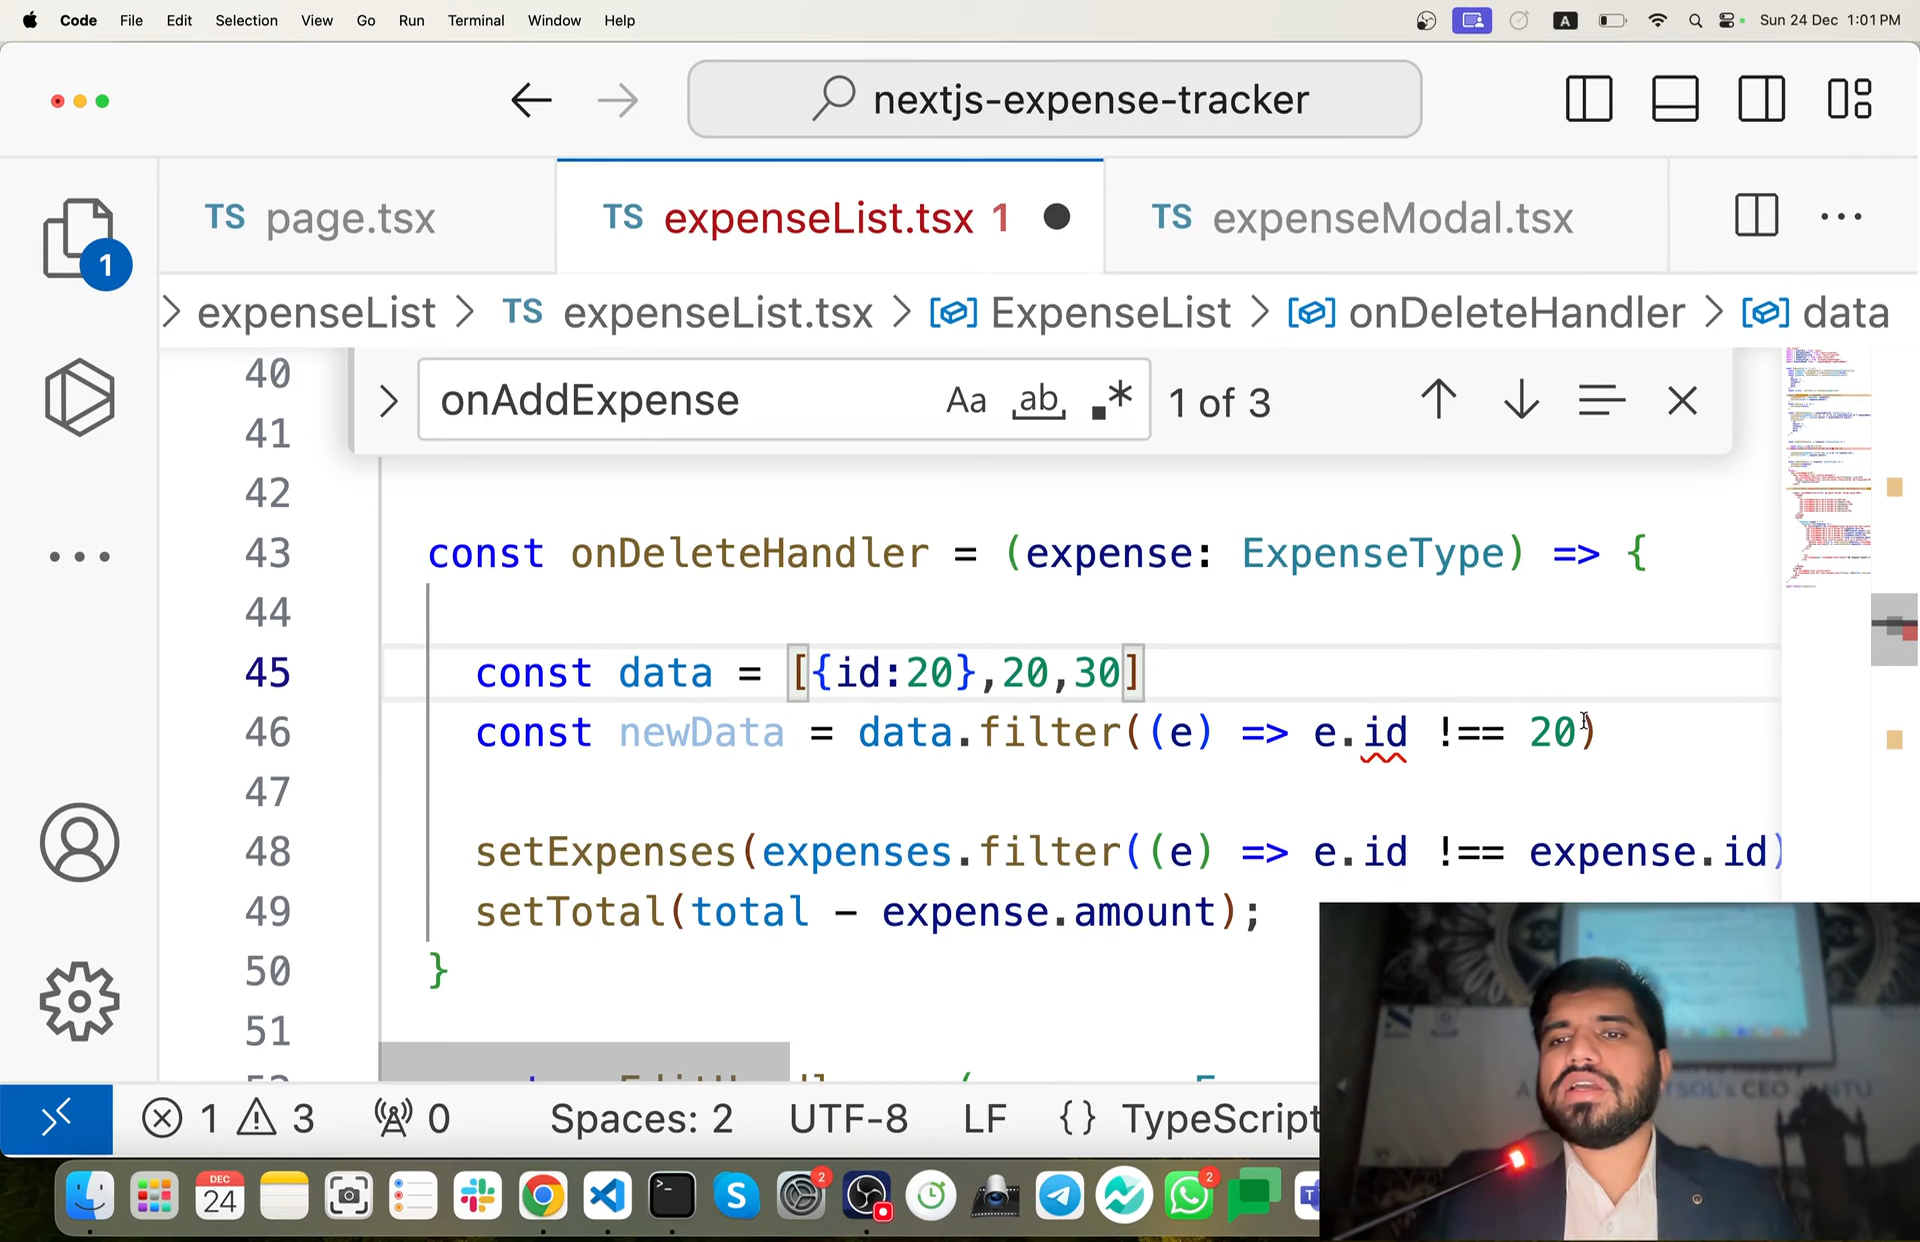 Code File Edit Selection View Go Run Terminal Window Help A Sun 24 Dec 1:01 PM
nextjs-expense-tracker
TS page.tsx TS expenseList.tsx 1 TS expenseModal.tsx
1
expenseList > TS expenseList.tsx > ExpenseList > onDeleteHandler > data
onAddExpense Aa ab .* 1 of 3
40
41
42
43 const onDeleteHandler = (expense: ExpenseType) => {
44
45 const data = [{id:20},20,30]
46 const newData = data.filter((e) => e.id !== 20)
47
48 setExpenses(expenses.filter((e) => e.id !== expense.id)
49 setTotal(total - expense.amount);
50 }
51
1 3 0 Spaces: 2 UTF-8 LF {} TypeScript
DEC
24
2
2